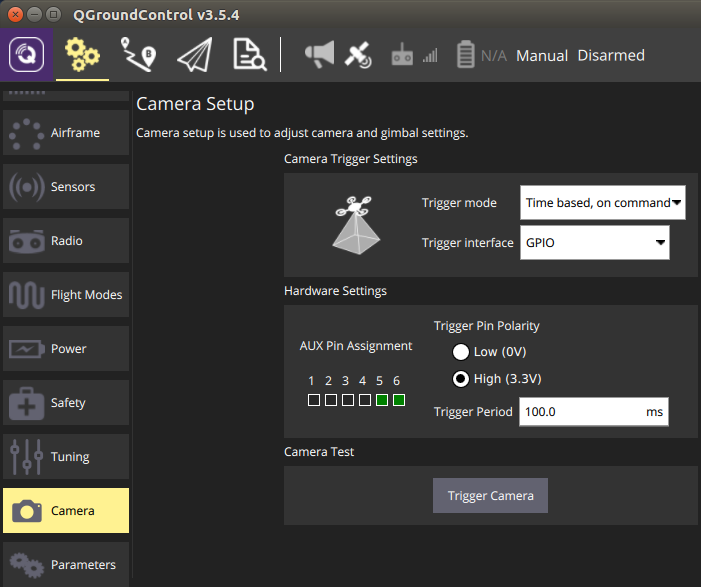 QGroundControl v3.5.4
N/A Manual Disarmed
Airframe
Sensors
Radio
Flight Modes
Power
Safety
Tuning
Camera
Parameters
Camera Setup
Camera setup is used to adjust camera and gimbal settings.
Camera Trigger Settings
Trigger mode Time based, on command
Trigger interface GPIO
Hardware Settings
AUX Pin Assignment
1 2 3 4 5 6
Trigger Pin Polarity
Low (0V)
High (3.3V)
Trigger Period 100.0 ms
Camera Test
Trigger Camera